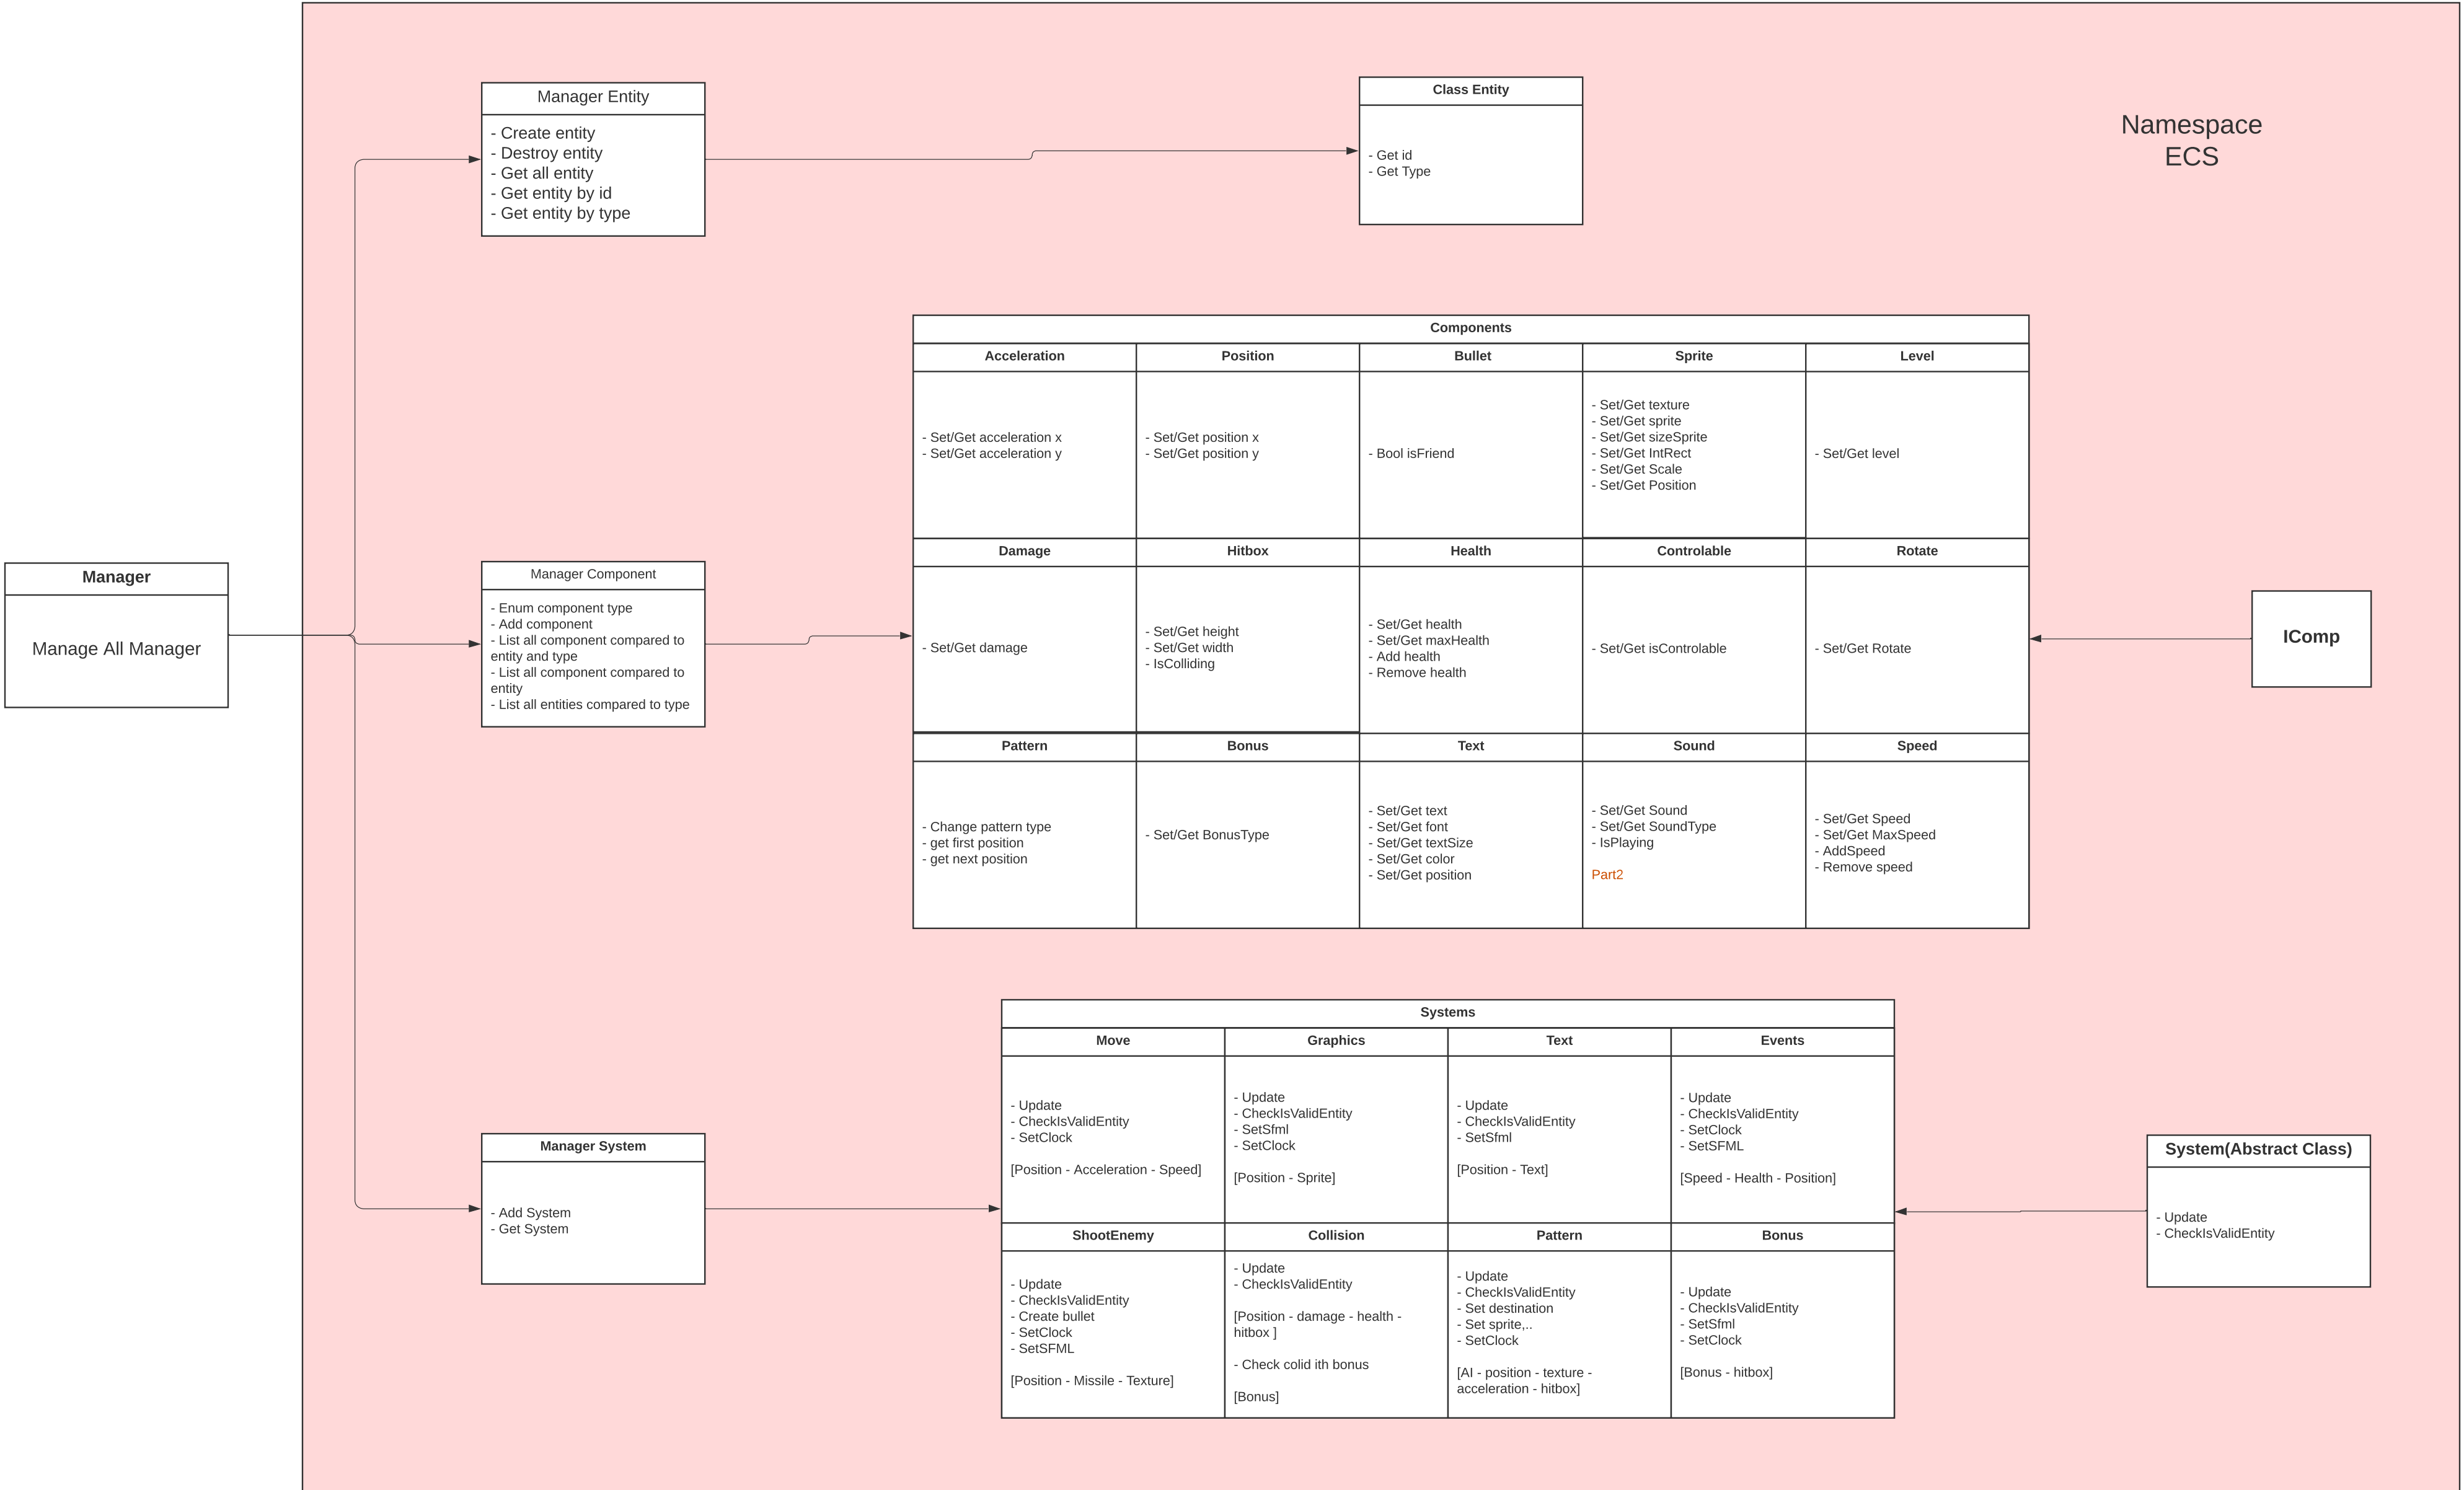 Namespace
ECS
Manager
Manage All Manager
Manager Entity
- Create entity
- Destroy entity
- Get all entity
- Get entity by id
- Get entity by type
Class Entity
- Get id
- Get Type
Manager Component
- Enum component type
- Add component
- List all component compared to
entity and type
- List all component compared to
entity
- List all entities compared to type
Components
Acceleration
- Set/Get acceleration x
- Set/Get acceleration y
Position
- Set/Get position x
- Set/Get position y
Bullet
- Bool isFriend
Sprite
- Set/Get texture
- Set/Get sprite
- Set/Get sizeSprite
- Set/Get IntRect
- Set/Get Scale
- Set/Get Position
Level
- Set/Get level
Damage
- Set/Get damage
Hitbox
- Set/Get height
- Set/Get width
- IsColliding
Health
- Set/Get health
- Set/Get maxHealth
- Add health
- Remove health
Controlable
- Set/Get isControlable
Rotate
- Set/Get Rotate
Pattern
- Change pattern type
- get first position
- get next position
Bonus
- Set/Get BonusType
Text
- Set/Get text
- Set/Get font
- Set/Get textSize
- Set/Get color
- Set/Get position
Sound
- Set/Get Sound
- Set/Get SoundType
- IsPlaying
Part2
Speed
- Set/Get Speed
- Set/Get MaxSpeed
- AddSpeed
- Remove speed
IComp
Manager System
- Add System
- Get System
Systems
Move
- Update
- CheckIsValidEntity
- SetClock
[Position - Acceleration - Speed]
Graphics
- Update
- CheckIsValidEntity
- SetSfml
- SetClock
[Position - Sprite]
Text
- Update
- CheckIsValidEntity
- SetSfml
[Position - Text]
Events
- Update
- CheckIsValidEntity
- SetClock
- SetSFML
[Speed - Health - Position]
ShootEnemy
- Update
- CheckIsValidEntity
- Create bullet
- SetClock
- SetSFML
[Position - Missile - Texture]
Collision
- Update
- CheckIsValidEntity
[Position - damage - health -
hitbox ]
- Check colid ith bonus
[Bonus]
Pattern
- Update
- CheckIsValidEntity
- Set destination
- Set sprite,..
- SetClock
[AI - position - texture -
acceleration - hitbox]
Bonus
- Update
- CheckIsValidEntity
- SetSfml
- SetClock
[Bonus - hitbox]
System(Abstract Class)
- Update
- CheckIsValidEntity